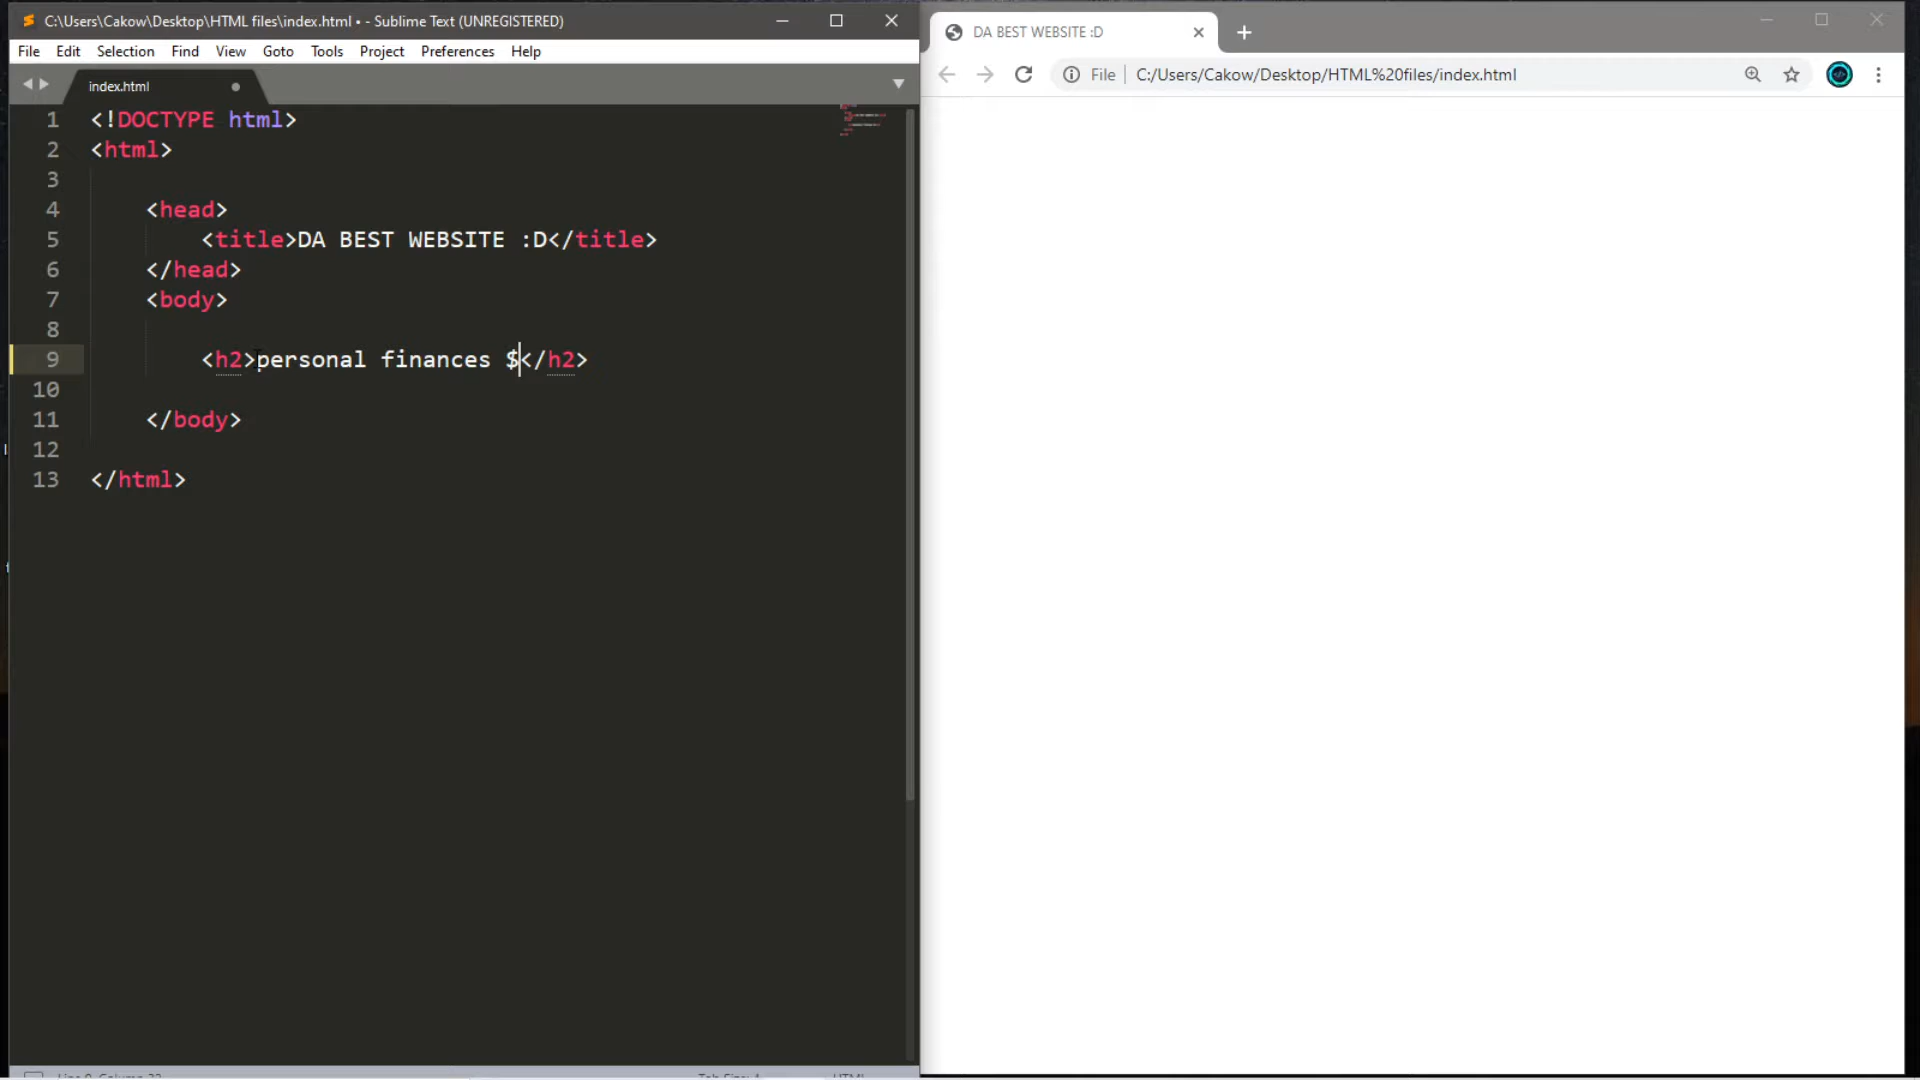 C:\Users\Cakow\Desktop\HTML files\index.html • - Sublime Text (UNREGISTERED)
File Edit Selection Find View Goto Tools Project Preferences Help
index.html
1 <!DOCTYPE html>
2 <html>
3
4 <head>
5 <title>DA BEST WEBSITE :D</title>
6 </head>
7 <body>
8
9 <h2>personal finances $</h2>
10
11 </body>
12
13 </html>
DA BEST WEBSITE :D
File C:/Users/Cakow/Desktop/HTML%20files/index.html